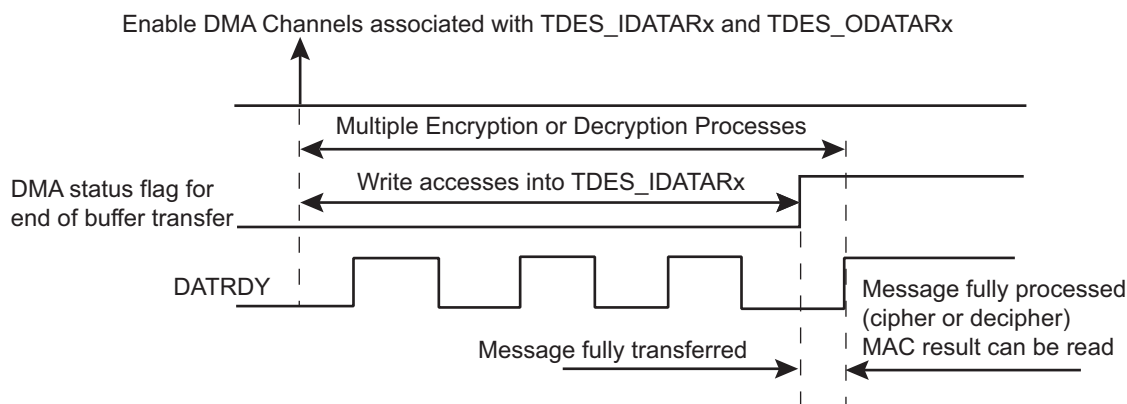 Enable DMA Channels associated with TDES_IDATARx and TDES_ODATARx
Multiple Encryption or Decryption Processes
Write accesses into TDES_IDATARx
DMA status flag for
end of buffer transfer
DATRDY
Message fully processed
(cipher or decipher)
MAC result can be read
Message fully transferred